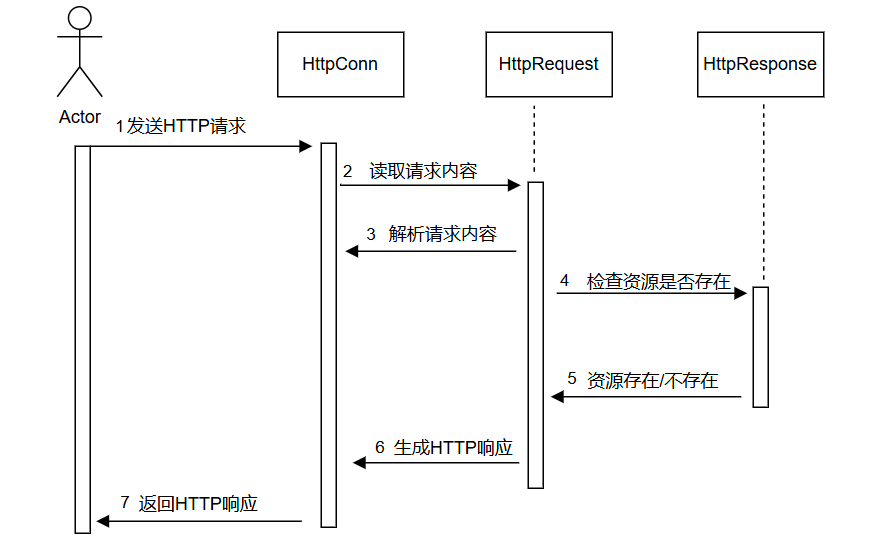 HttpConn
HttpRequest
HttpResponse
Actor
1 发送HTTP请求
2 读取请求内容
3 解析请求内容
4 检查资源是否存在
5 资源存在/不存在
6 生成HTTP响应
7 返回HTTP响应